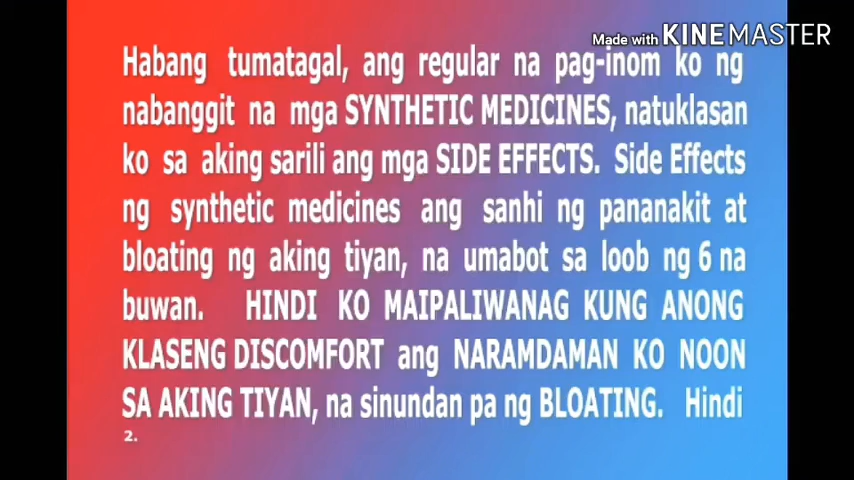 Made with KINEMASTER
Habang tumatagal, ang regular na pag-inom ko ng
nabanggit na mga SYNTHETIC MEDICINES, natuklasan
ko sa aking sarili ang mga SIDE EFFECTS. Side Effects
ng synthetic medicines ang sanhi ng pananakit at
bloating ng aking tiyan, na umabot sa loob ng 6 na
buwan. HINDI KO MAIPALIWANAG KUNG ANONG
KLASENG DISCOMFORT ang NARAMDAMAN KO NOON
SA AKING TIYAN, na sinundan pa ng BLOATING. Hindi
2.